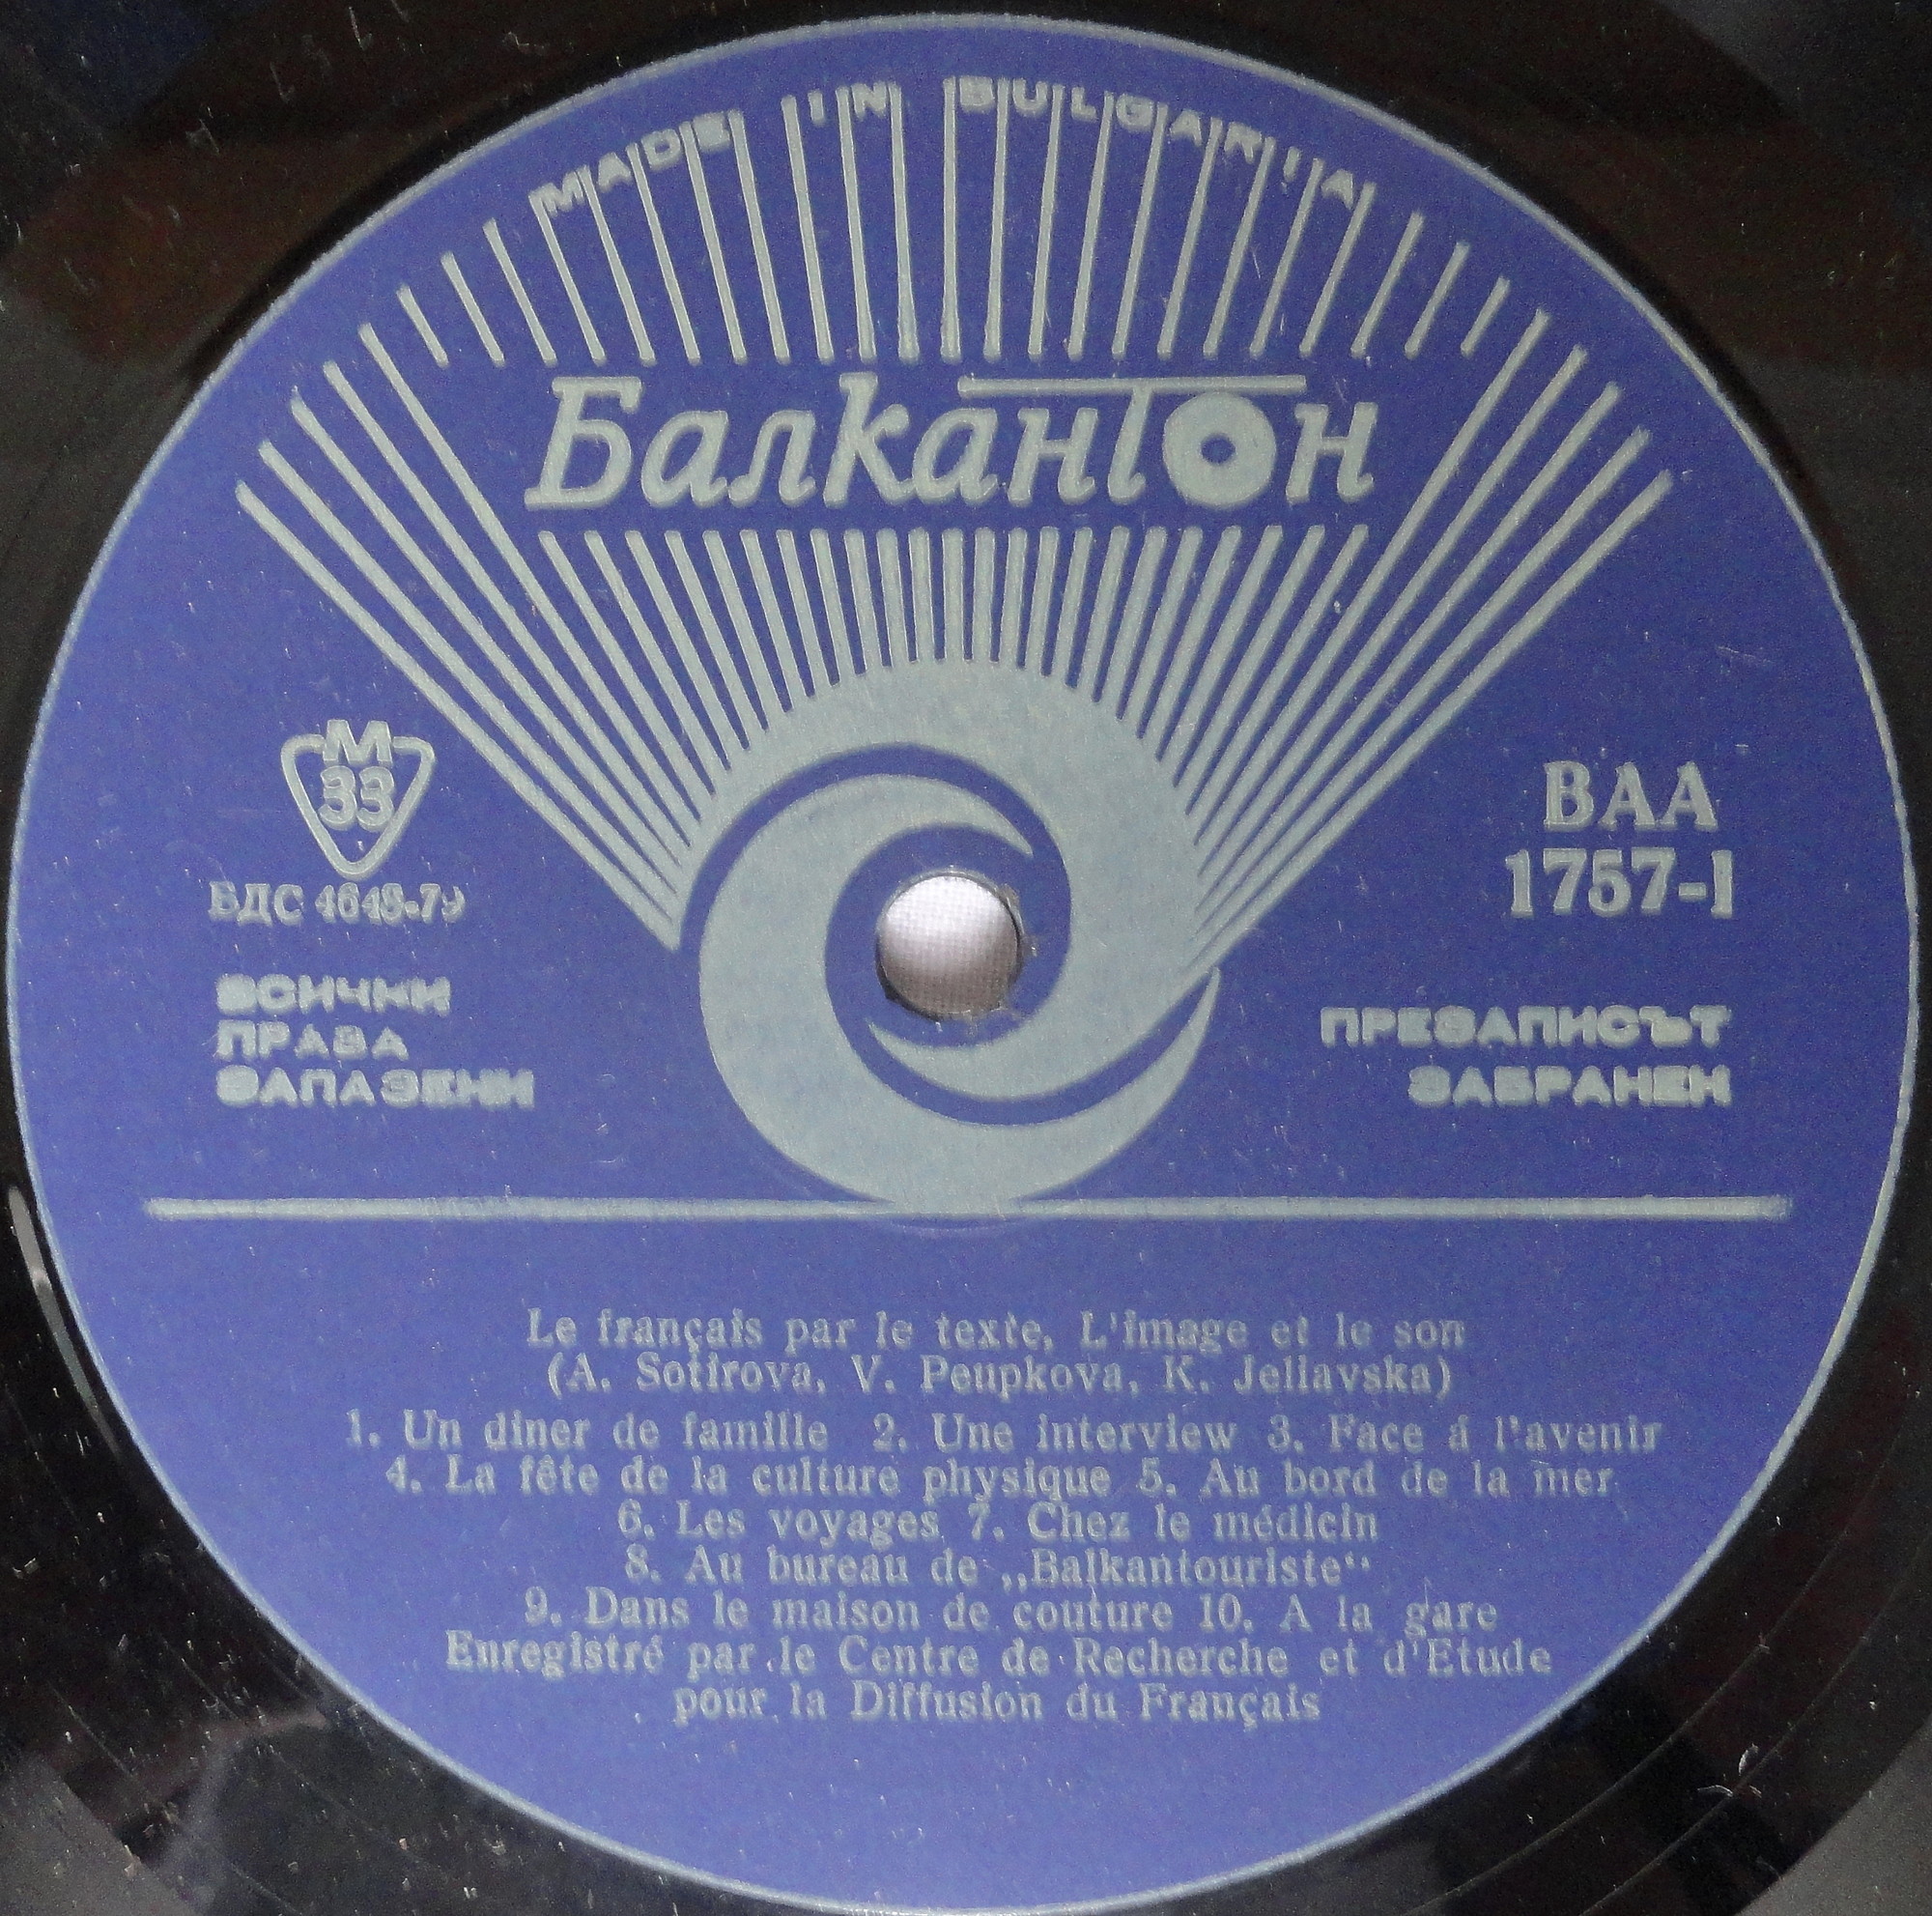 MADE IN BULGARIA
Балкантон
М
33
БДС 4648-79
ВСИЧКИ
ПРАВА
ЗАПАЗЕНИ
ВАА
1757-I
ПРЕЗАПИСЪТ
ЗАБРАНЕН
Le français par le texte, L'image et le son
(A. Sotirova, V. Peupkova, K. Jeliavska)
1. Un diner de famille 2. Une interview 3. Face á l'avenir
4. La fête de la culture physique 5. Au bord de la mer
6. Les voyages 7. Chez le médicin
8. Au bureau de „Balkantouriste“
9. Dans le maison de couture 10. A la gare
Enregistré par le Centre de Recherche et d'Etude
pour la Diffusion du Français